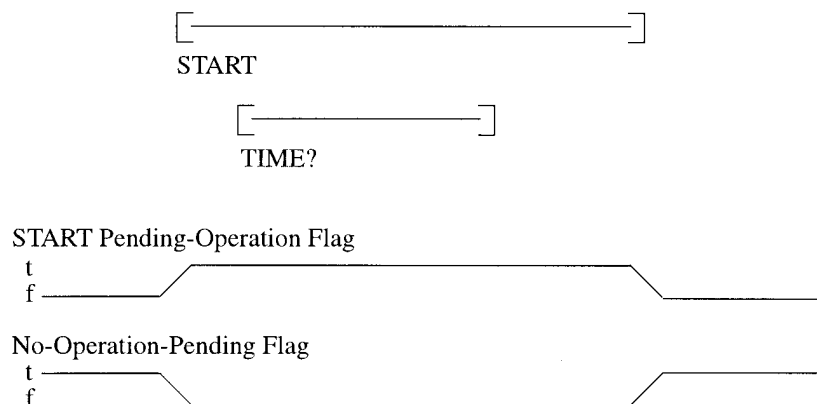 START
TIME?
START Pending-Operation Flag
t
f
No-Operation-Pending Flag
t
f